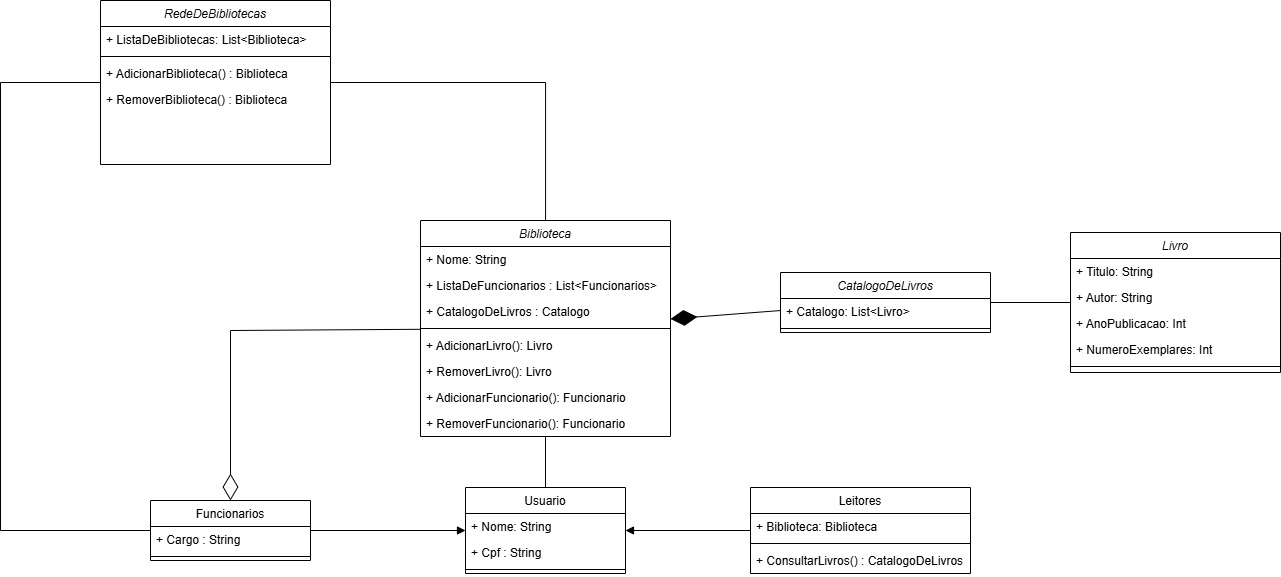 RedeDeBibliotecas
+ ListaDeBibliotecas: List<Biblioteca>
+ AdicionarBiblioteca() : Biblioteca
+ RemoverBiblioteca() : Biblioteca
Biblioteca
+ Nome: String
+ ListaDeFuncionarios : List<Funcionarios>
+ CatalogoDeLivros : Catalogo
+ AdicionarLivro(): Livro
+ RemoverLivro(): Livro
+ AdicionarFuncionario(): Funcionario
+ RemoverFuncionario(): Funcionario
CatalogoDeLivros
+ Catalogo: List<Livro>
Livro
+ Titulo: String
+ Autor: String
+ AnoPublicacao: Int
+ NumeroExemplares: Int
Funcionarios
+ Cargo : String
Usuario
+ Nome: String
+ Cpf : String
Leitores
+ Biblioteca: Biblioteca
+ ConsultarLivros() : CatalogoDeLivros